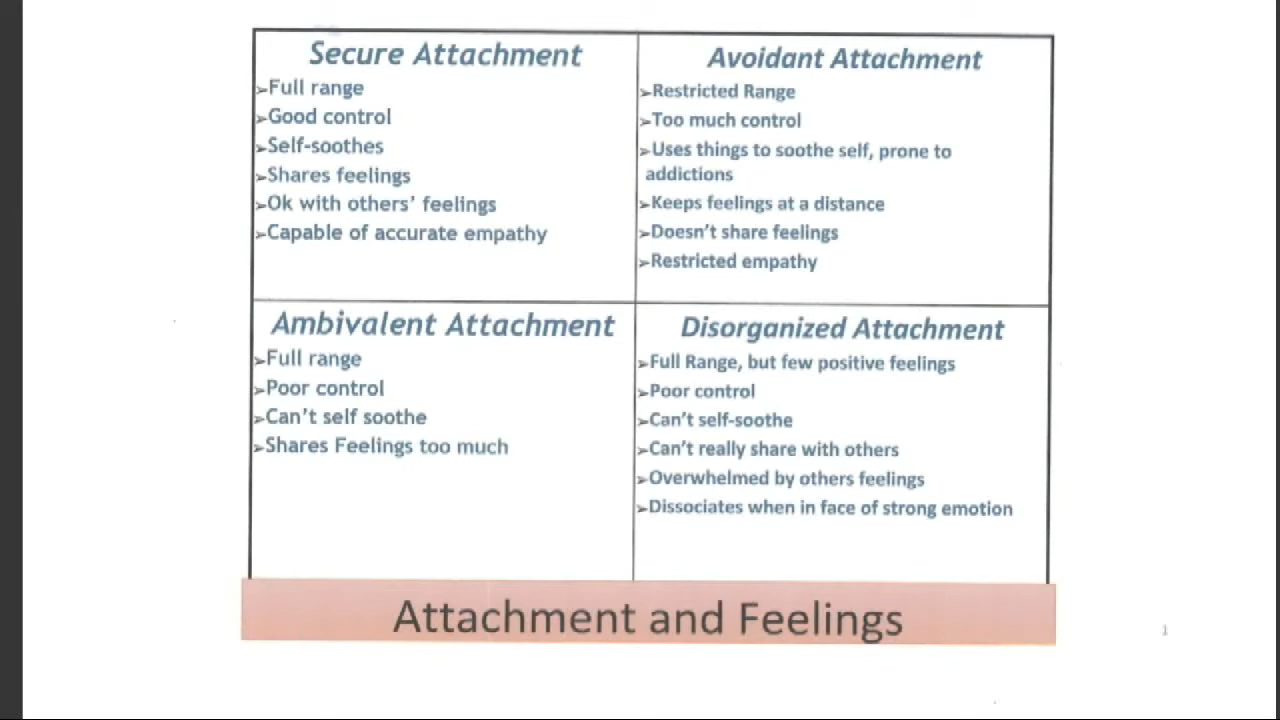 Secure Attachment
➢Full range
➢Good control
➢Self-soothes
➢Shares feelings
➢Ok with others' feelings
➢Capable of accurate empathy
Avoidant Attachment
➢Restricted Range
➢Too much control
➢Uses things to soothe self, prone to
addictions
➢Keeps feelings at a distance
➢Doesn't share feelings
➢Restricted empathy
Ambivalent Attachment
➢Full range
➢Poor control
➢Can't self soothe
➢Shares Feelings too much
Disorganized Attachment
➢Full Range, but few positive feelings
➢Poor control
➢Can't self-soothe
➢Can't really share with others
➢Overwhelmed by others feelings
➢Dissociates when in face of strong emotion
Attachment and Feelings
1